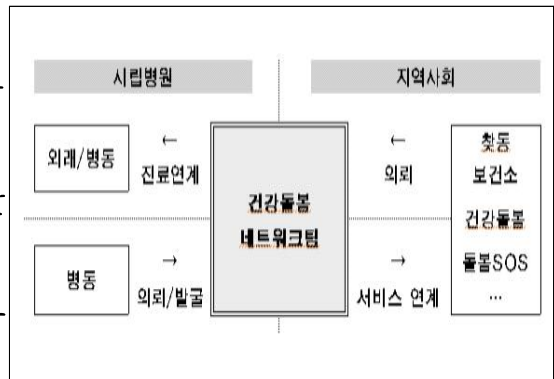 시립병원
지역사회
외래/병동
←
진료연계
건강돌봄
네트워크팀
←
의뢰
찾동
보건소
건강돌봄
돌봄SOS
…
병동
→
의뢰/발굴
→
서비스 연계